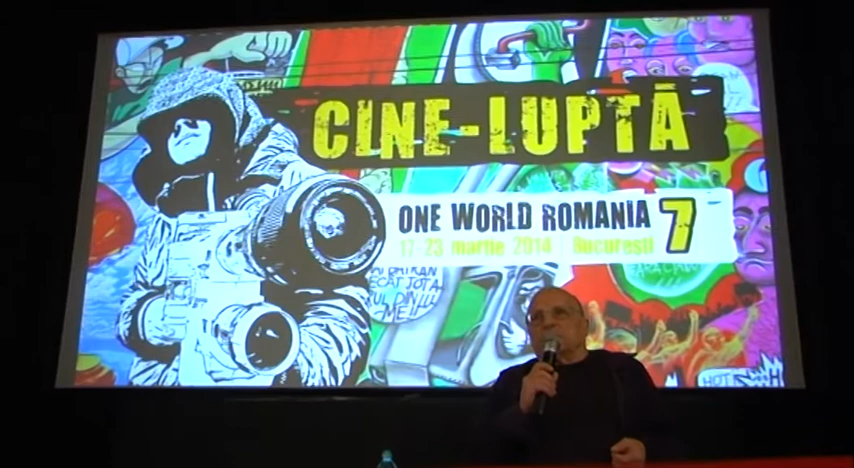 CINE-LUPTĂ
ONE WORLD ROMANIA 7
17-23 martie 2014 | București